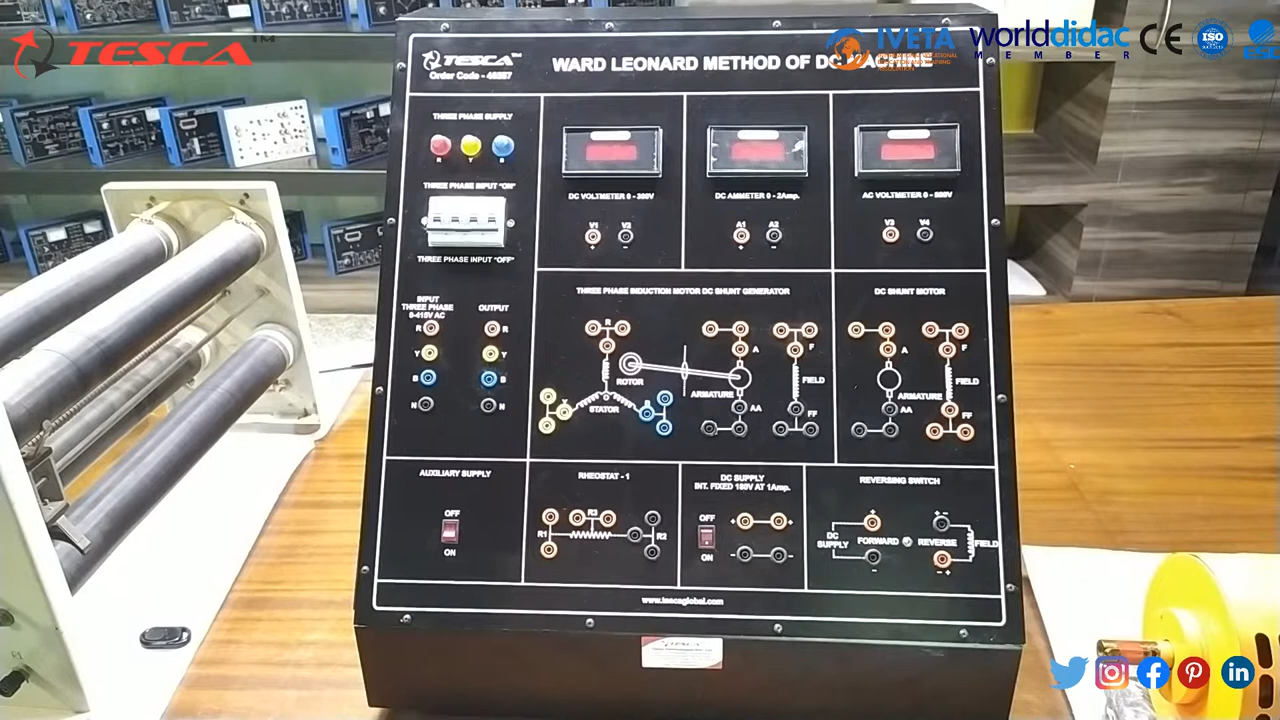 TESCA™
IVETA
worlddidac
MEMBER
CE
ISO
TESCA™
Order Code - 46587
WARD LEONARD METHOD OF DC MACHINE
THREE PHASE SUPPLY
R Y B
THREE PHASE INPUT "ON"
THREE PHASE INPUT "OFF"
DC VOLTMETER 0 - 300V
V1 V2
+ -
DC AMMETER 0 - 2Amp.
A1 A2
+ -
AC VOLTMETER 0 - 500V
V3 V4
INPUT
THREE PHASE
0-415V AC
OUTPUT
R R
Y Y
B B
N N
THREE PHASE INDUCTION MOTOR DC SHUNT GENERATOR
R
ROTOR
STATOR
Y
B
A
ARMATURE
AA
F
FIELD
FF
DC SHUNT MOTOR
A
ARMATURE
AA
F
FIELD
FF
AUXILIARY SUPPLY
OFF
ON
RHEOSTAT - 1
R3
R1
R2
DC SUPPLY
INT. FIXED 180V AT 1Amp.
OFF
ON
+ +
- -
REVERSING SWITCH
+
DC
SUPPLY
-
FORWARD
REVERSE
+ -
FIELD
- +
www.tescaglobal.com
TESCA